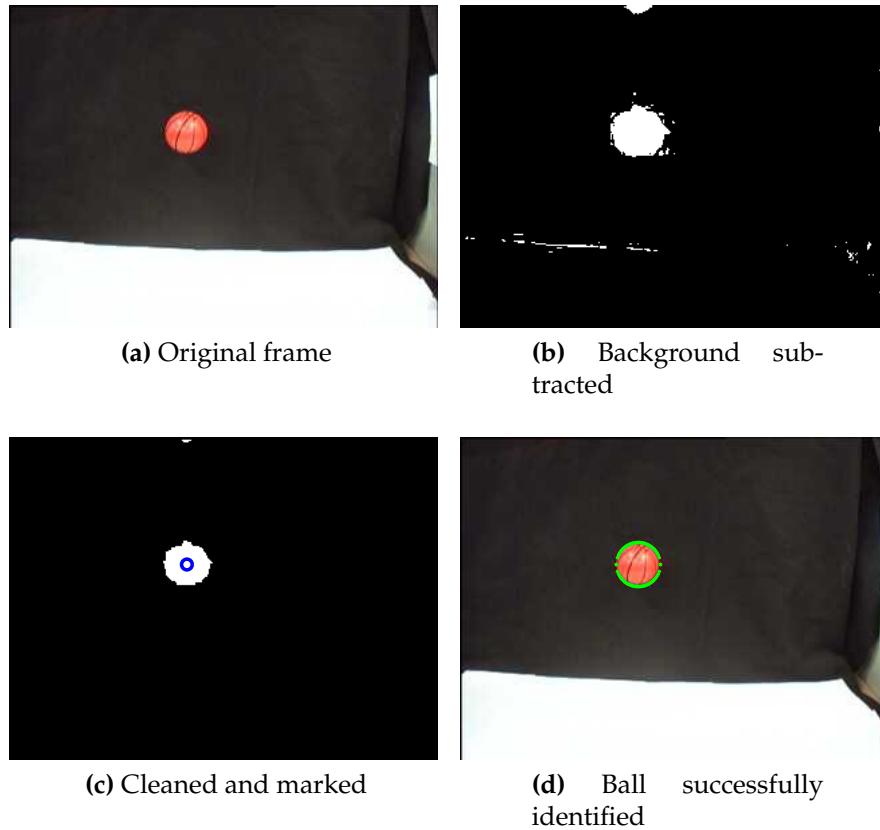 (a) Original frame
(b) Background sub-
tracted
(c) Cleaned and marked
(d) Ball successfully
identified